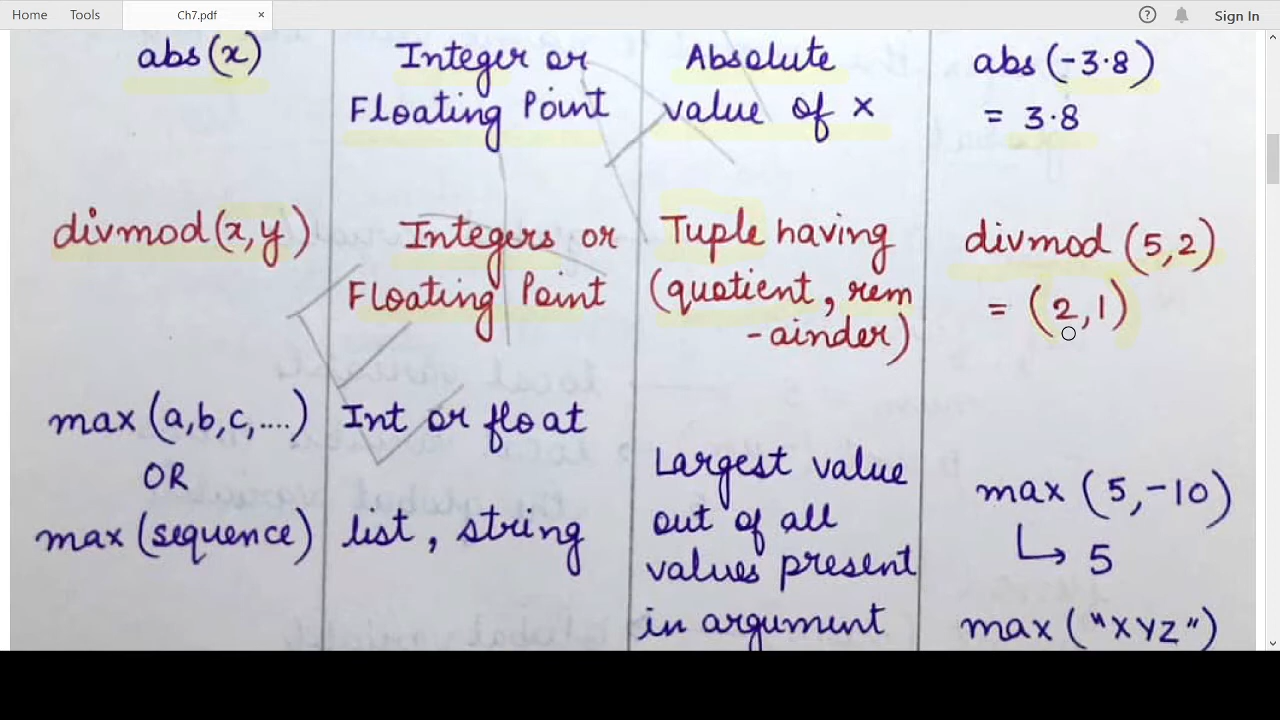 Home Tools Ch7.pdf × Sign In
abs(x) Integer or Absolute abs (-3.8)
Floating Point value of x = 3.8
divmod(x,y) Integers or Tuple having divmod (5,2)
Floating Point (quotient, rem = (2,1)
-ainder)
max (a,b,c,....) Int or float
OR Largest value max (5,-10)
max (sequence) list, string out of all
values present 5
in argument max ("XYZ")